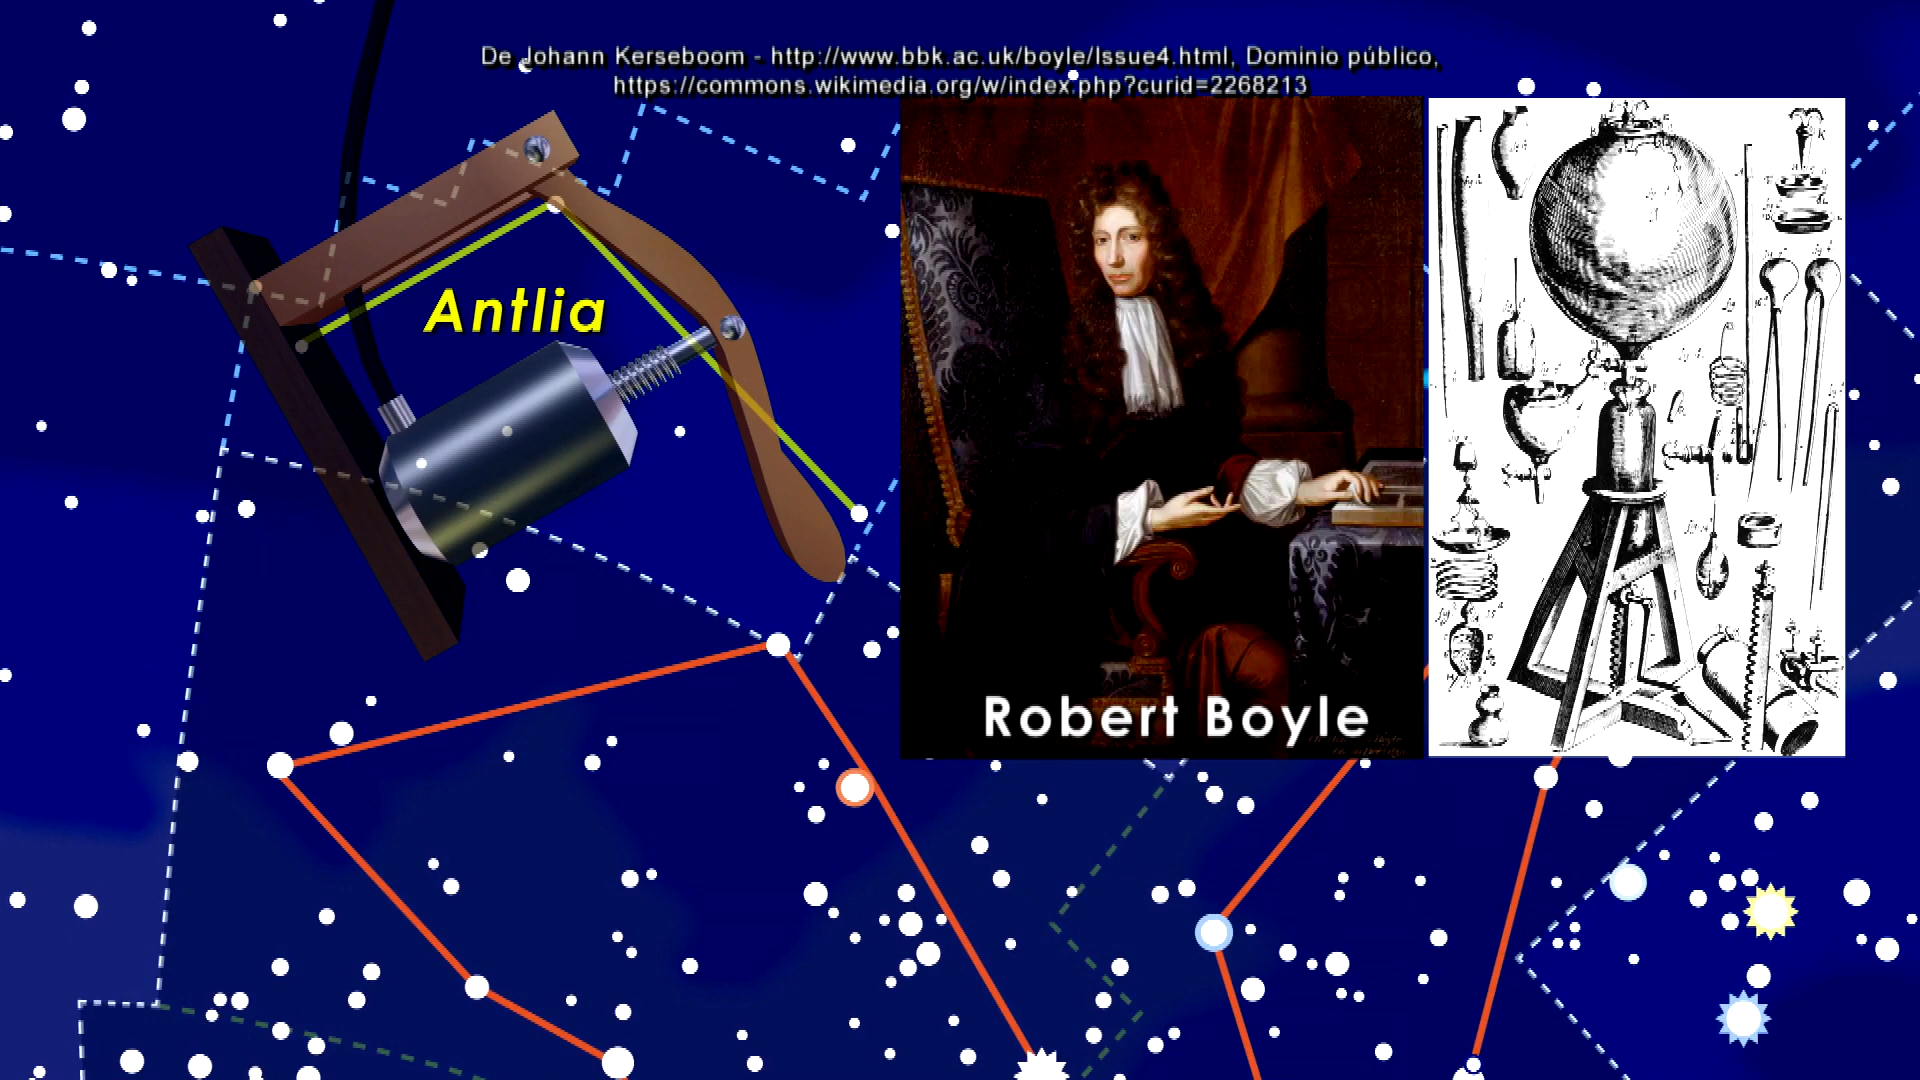 De Johann Kerseboom - http://www.bbk.ac.uk/boyle/Issue4.html, Dominio público,
https://commons.wikimedia.org/w/index.php?curid=2268213
Antlia
Robert Boyle